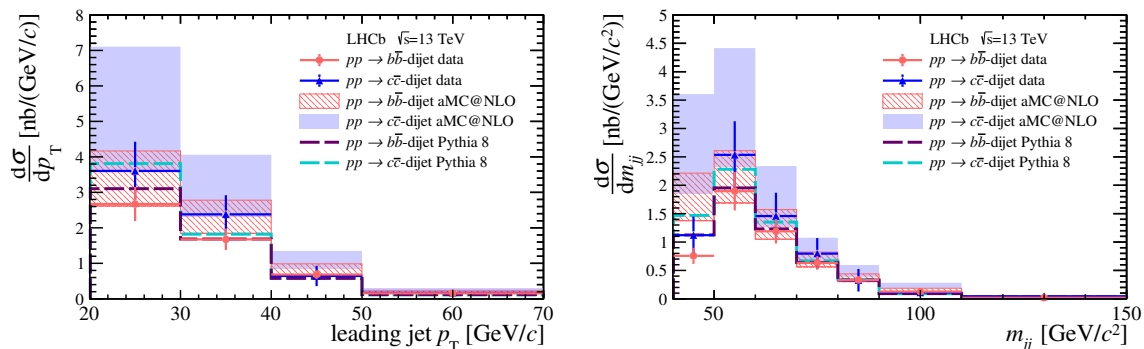 dσ/dp_T [nb/(GeV/c)]
8
7
6
5
4
3
2
1
0
LHCb √s=13 TeV
pp → bb̅-dijet data
pp → cc̅-dijet data
pp → bb̅-dijet aMC@NLO
pp → cc̅-dijet aMC@NLO
pp → bb̅-dijet Pythia 8
pp → cc̅-dijet Pythia 8
20 30 40 50 60 70
leading jet p_T [GeV/c]
dσ/dm_jj [nb/(GeV/c²)]
5
4.5
4
3.5
3
2.5
2
1.5
1
0.5
0
LHCb √s=13 TeV
pp → bb̅-dijet data
pp → cc̅-dijet data
pp → bb̅-dijet aMC@NLO
pp → cc̅-dijet aMC@NLO
pp → bb̅-dijet Pythia 8
pp → cc̅-dijet Pythia 8
50 100 150
m_jj [GeV/c²]